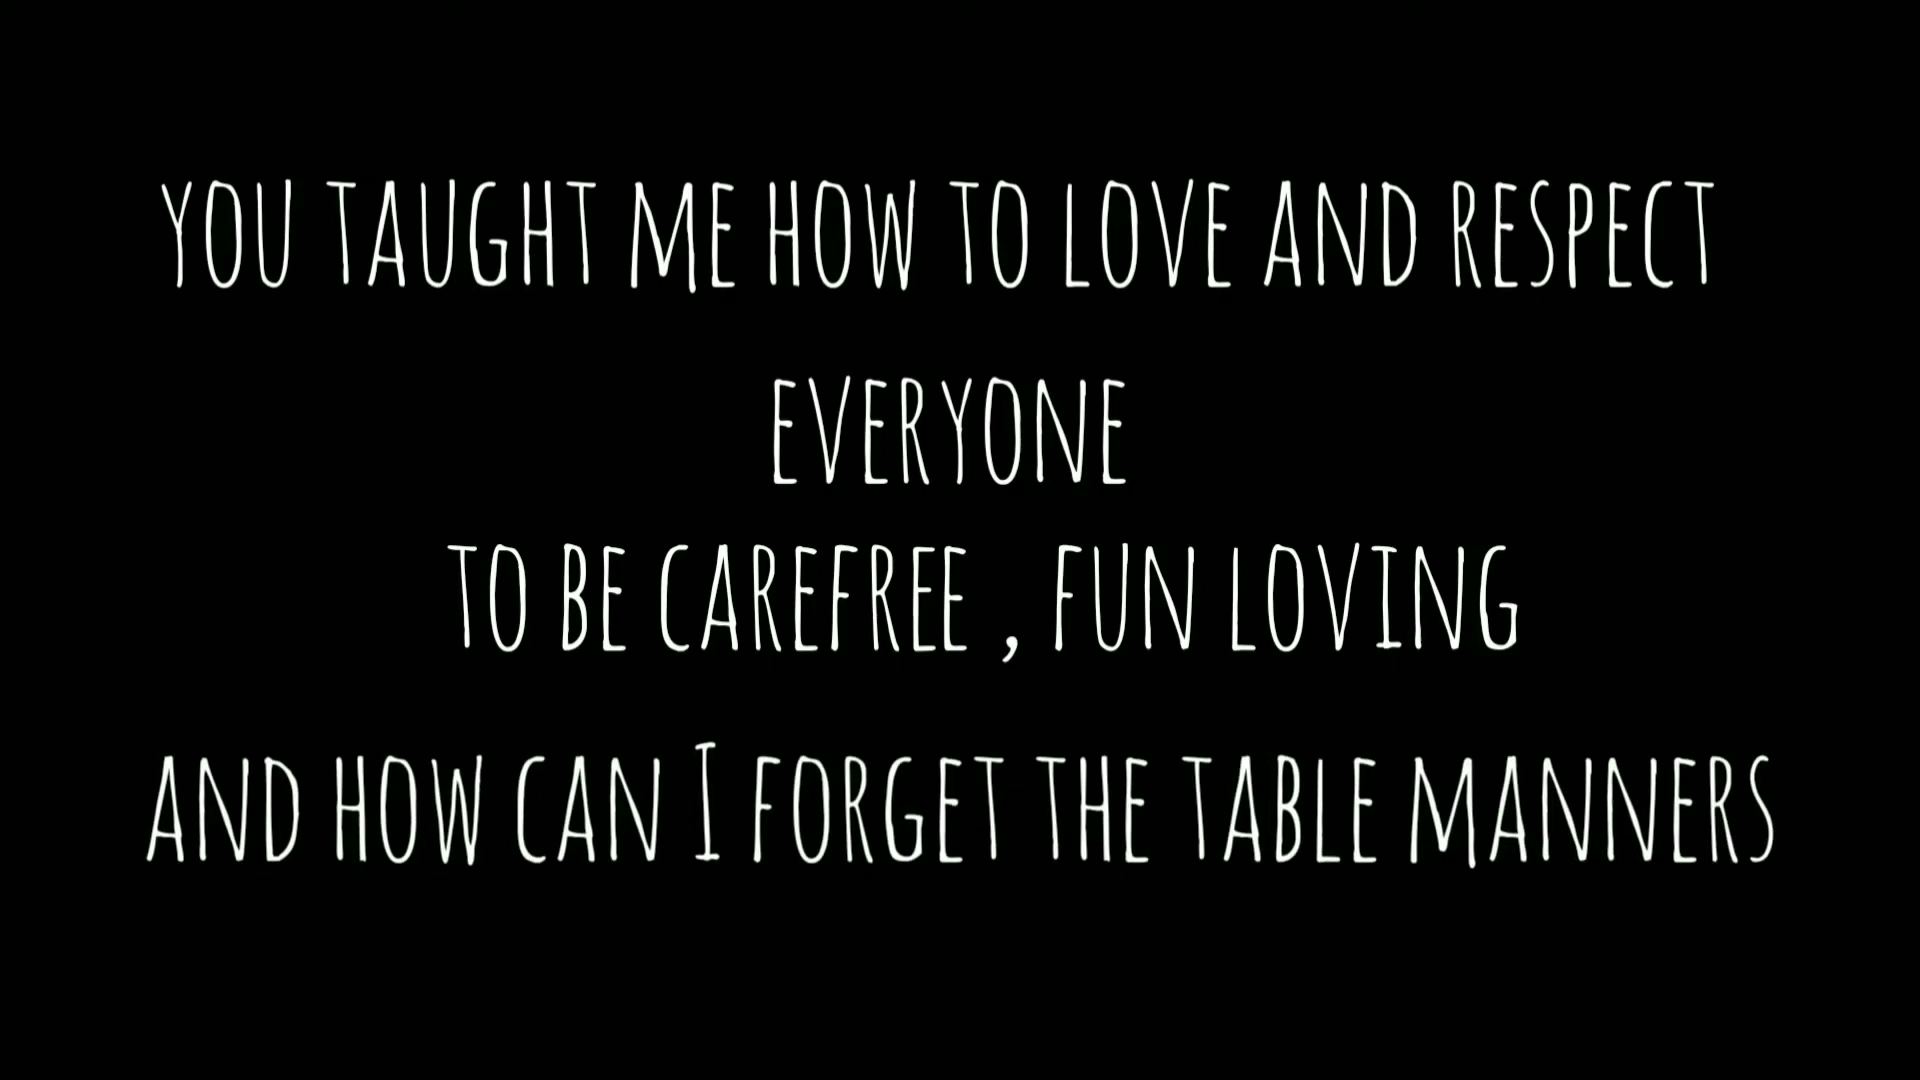 YOU TAUGHT ME HOW TO LOVE AND RESPECT
EVERYONE
TO BE CAREFREE , FUN LOVING
AND HOW CAN I FORGET THE TABLE MANNERS